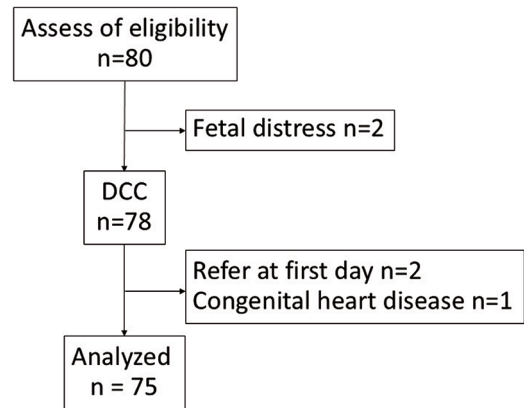 Assess of eligibility
n=80
Fetal distress n=2
DCC
n=78
Refer at first day n=2
Congenital heart disease n=1
Analyzed
n = 75